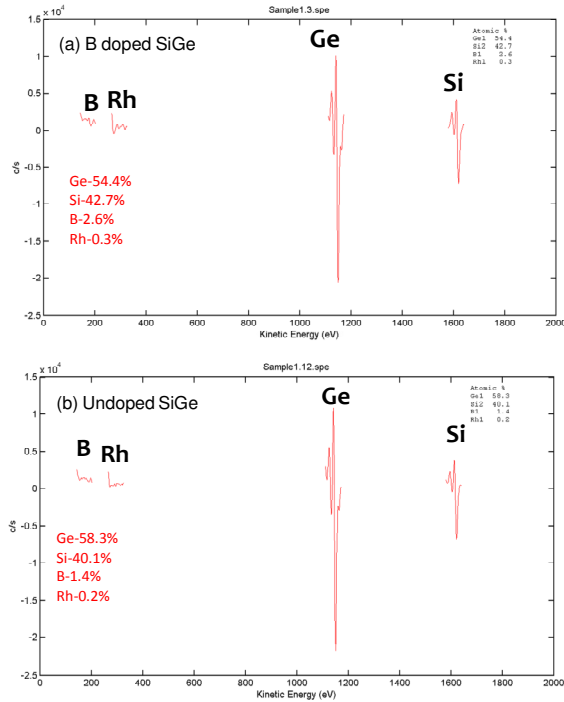 Sample1.3.spe
x 10^4
(a) B doped SiGe
Ge
Si
B Rh
Atomic %
Ge1 54.4
Si2 42.7
B1 2.6
Rh1 0.3
Ge-54.4%
Si-42.7%
B-2.6%
Rh-0.3%
1.5
1
0.5
0
-0.5
-1
-1.5
-2
-2.5
c/s
0 200 400 600 800 1000 1200 1400 1600 1800 2000
Kinetic Energy (eV)
Sample1.12.spe
x 10^4
(b) Undoped SiGe
Ge
Si
B Rh
Atomic %
Ge1 58.3
Si2 40.1
B1 1.4
Rh1 0.2
Ge-58.3%
Si-40.1%
B-1.4%
Rh-0.2%
1.5
1
0.5
0
-0.5
-1
-1.5
-2
-2.5
c/s
0 200 400 600 800 1000 1200 1400 1600 1800 2000
Kinetic Energy (eV)